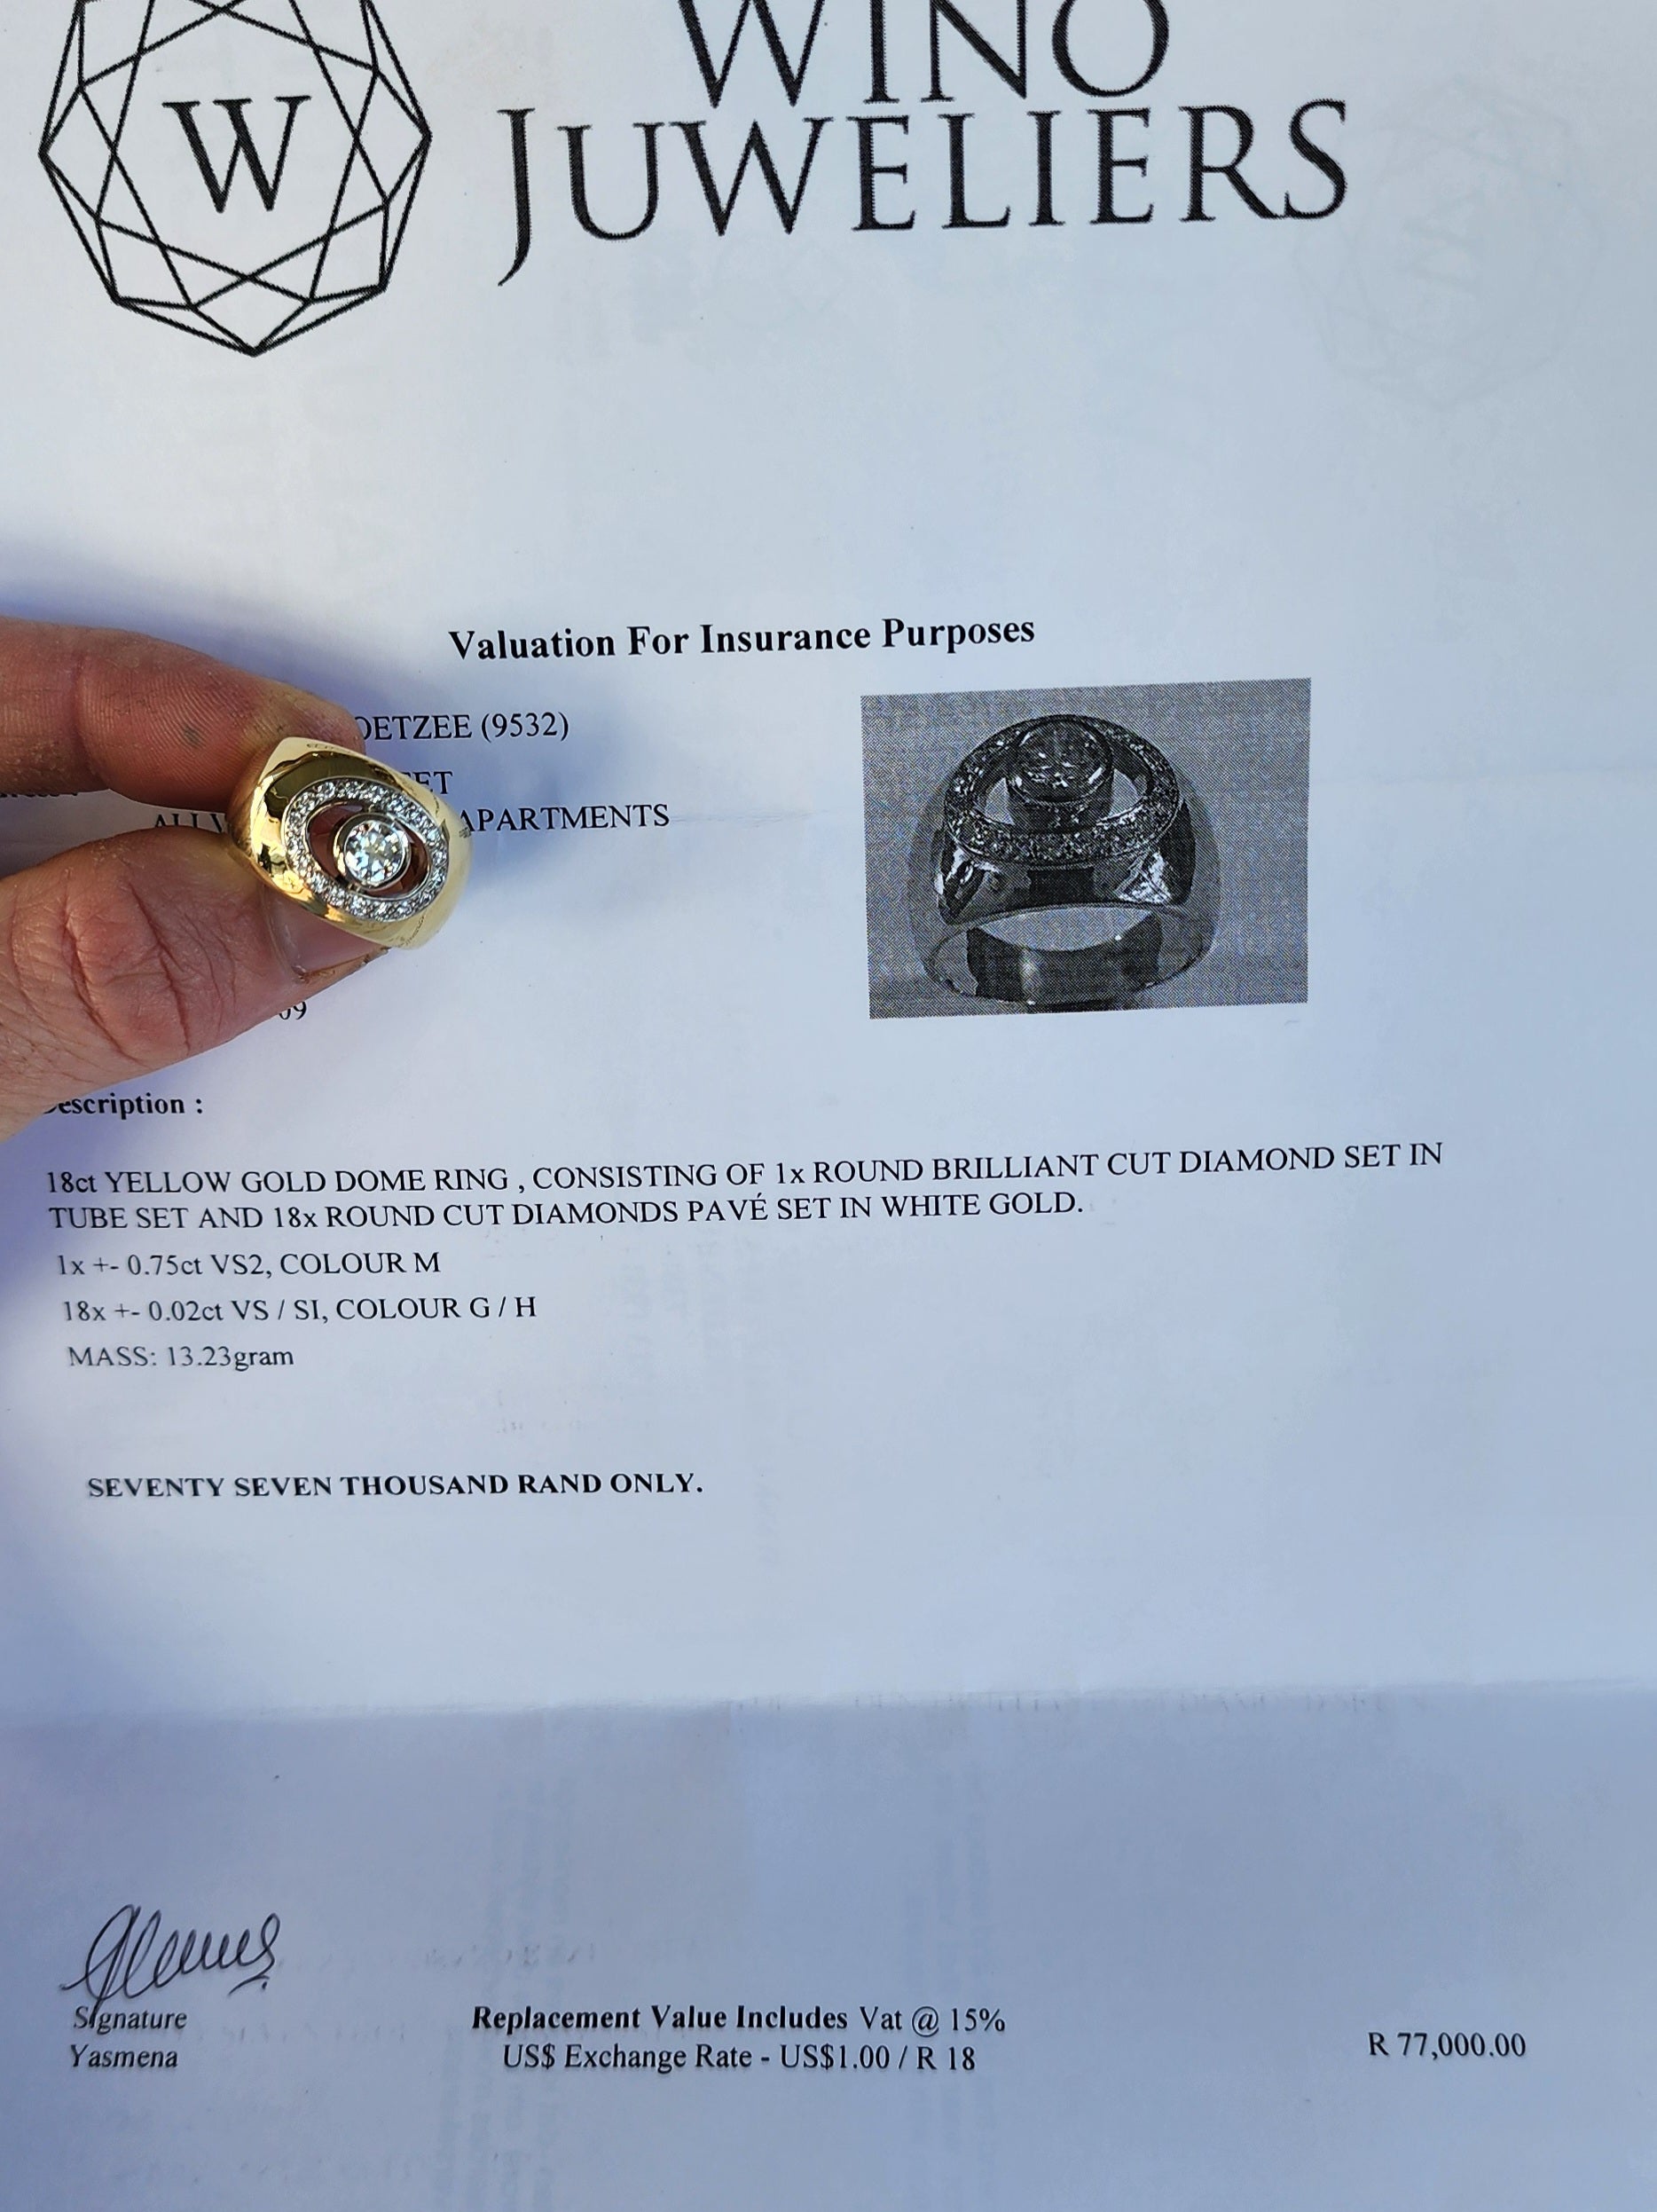 W
WINO
JUWELIERS
Valuation For Insurance Purposes
(9532)
APARTMENTS
09
Description :
18ct YELLOW GOLD DOME RING , CONSISTING OF 1x ROUND BRILLIANT CUT DIAMOND SET IN
TUBE SET AND 18x ROUND CUT DIAMONDS PAVÉ SET IN WHITE GOLD.
1x +- 0.75ct VS2, COLOUR M
18x +- 0.02ct VS / SI, COLOUR G / H
MASS: 13.23gram
SEVENTY SEVEN THOUSAND RAND ONLY.
Signature
Yasmena
Replacement Value Includes Vat @ 15%
US$ Exchange Rate - US$1.00 / R 18
R 77,000.00